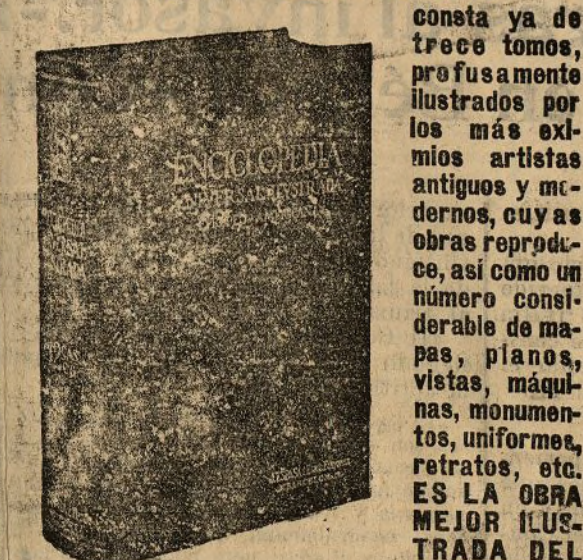 ENCICLOPEDIA
UNIVERSAL ILUSTRADA
consta ya de
trece tomos,
profusamente
ilustrados por
los más exi-
mios artistas
antiguos y mo-
dernos, cuyas
obras reprodu-
ce, así como un
número consi-
derable de ma-
pas, planos,
vistas, máqui-
nas, monumen-
tos, uniformes,
retratos, etc.
ES LA OBRA
MEJOR ILUS-
TRADA DEL